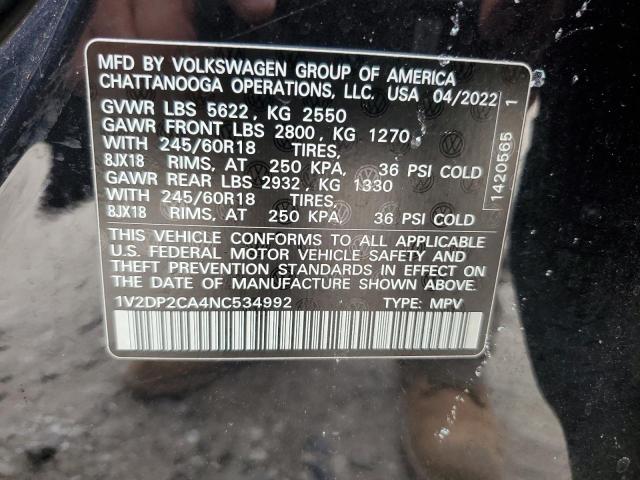 MFD BY VOLKSWAGEN GROUP OF AMERICA
CHATTANOOGA OPERATIONS, LLC, USA 04/2022
GVWR LBS 5622, KG 2550
GAWR FRONT LBS 2800, KG 1270
WITH 245/60R18 TIRES,
8JX18 RIMS, AT 250 KPA, 36 PSI COLD
GAWR REAR LBS 2932, KG 1330
WITH 245/60R18 TIRES,
8JX18 RIMS, AT 250 KPA, 36 PSI COLD
THIS VEHICLE CONFORMS TO ALL APPLICABLE
U.S. FEDERAL MOTOR VEHICLE SAFETY AND
THEFT PREVENTION STANDARDS IN EFFECT ON
THE DATE OF MANUFACTURE SHOWN ABOVE.
1V2DP2CA4NC534992 TYPE: MPV
1420565 1